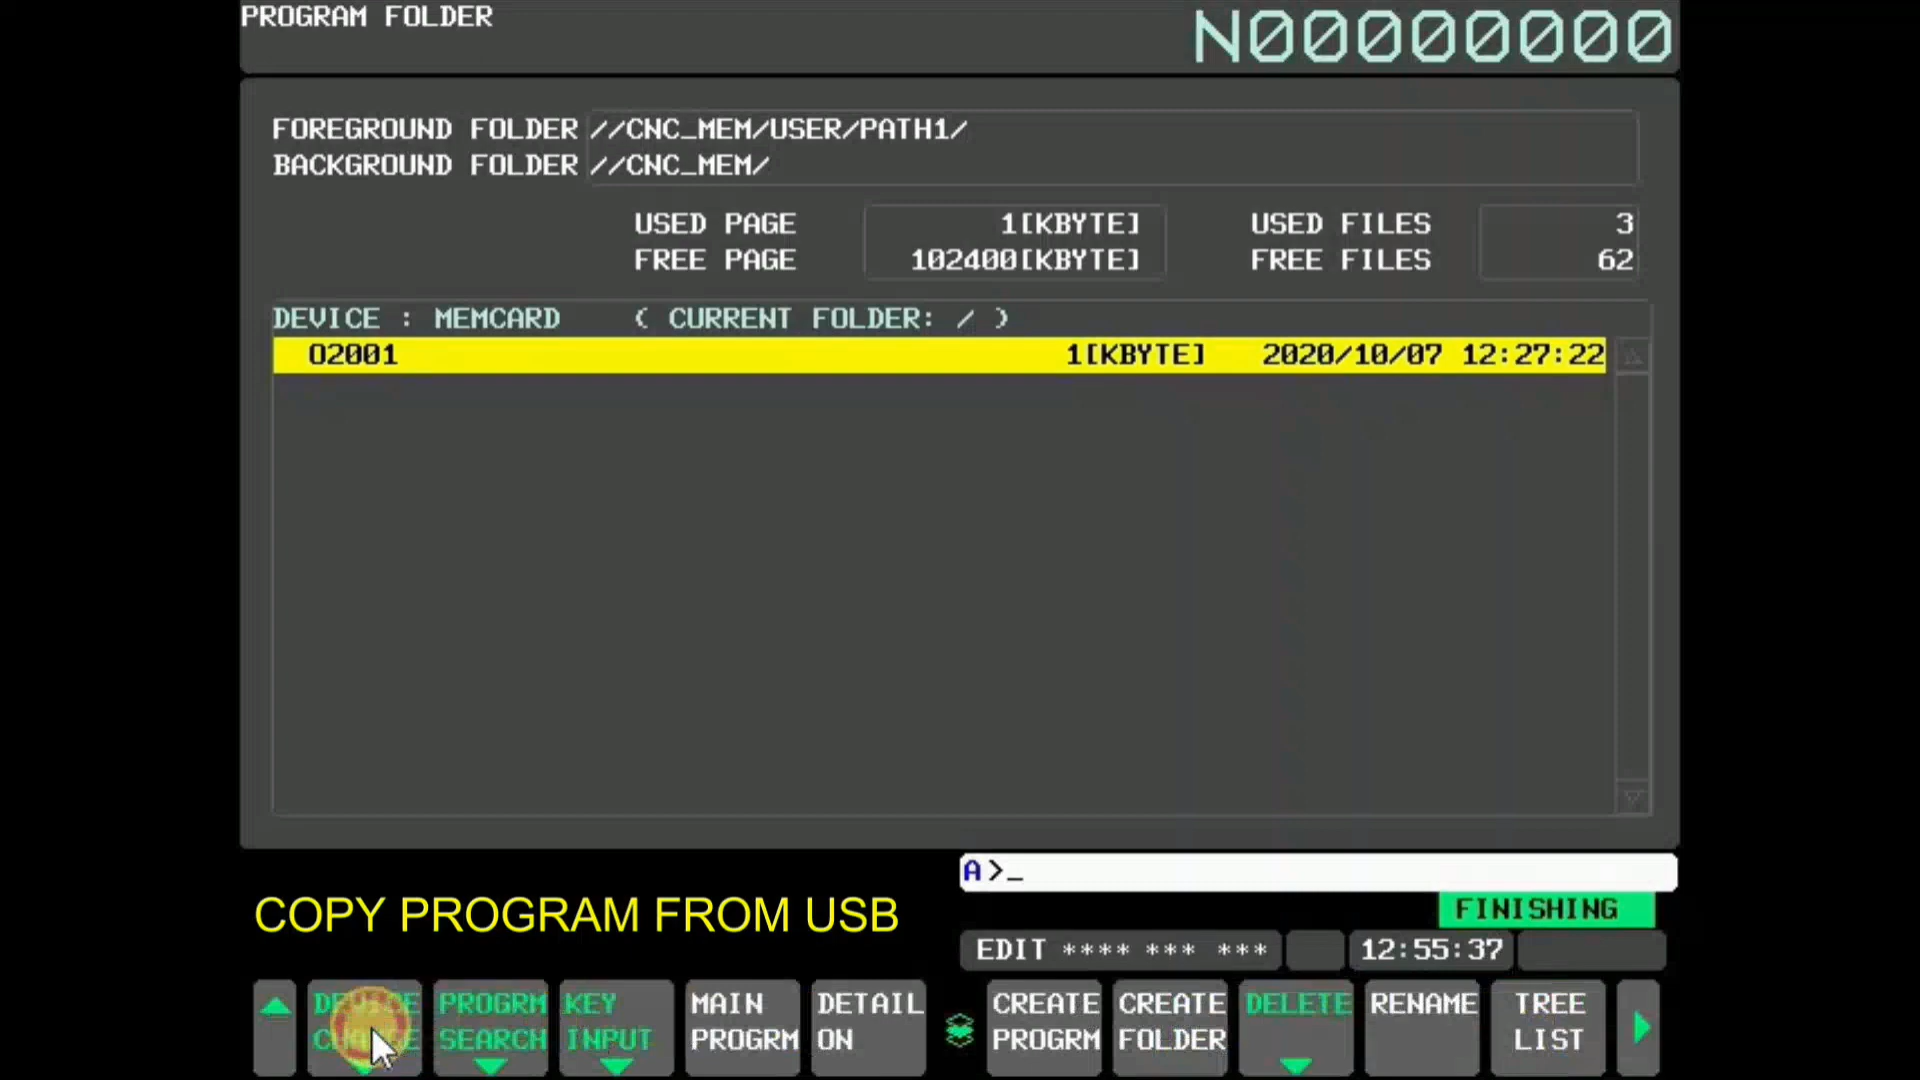 PROGRAM FOLDER
N00000000
FOREGROUND FOLDER //CNC_MEM/USER/PATH1/
BACKGROUND FOLDER //CNC_MEM/
USED PAGE 1[KBYTE] USED FILES 3
FREE PAGE 102400[KBYTE] FREE FILES 62
DEVICE : MEMCARD ( CURRENT FOLDER: / )
O2001 1[KBYTE] 2020/10/07 12:27:22
A>_
COPY PROGRAM FROM USB
FINISHING
EDIT **** *** *** 12:55:37
DEVICE PROGRM KEY MAIN DETAIL CREATE CREATE DELETE RENAME TREE
CHANGE SEARCH INPUT PROGRM ON PROGRM FOLDER LIST